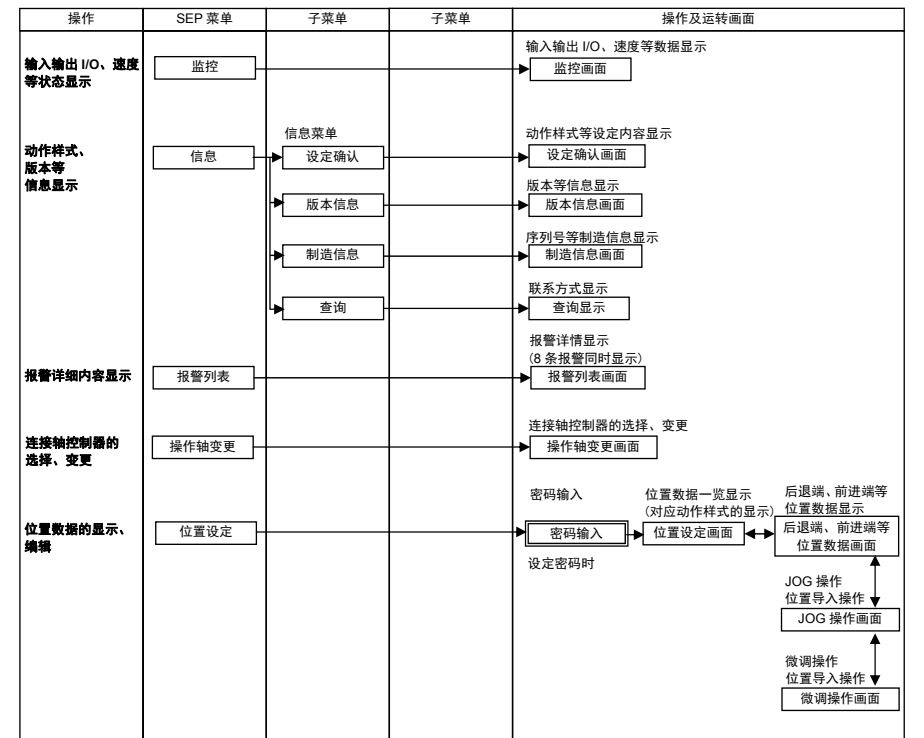 操作
SEP 菜单
子菜单
子菜单
操作及运转画面
输入输出 I/O、速度
等状态显示
监控
输入输出 I/O、速度等数据显示
监控画面
动作样式、
版本等
信息显示
信息
信息菜单
设定确认
动作样式等设定内容显示
设定确认画面
版本信息
版本等信息显示
版本信息画面
制造信息
序列号等制造信息显示
制造信息画面
查询
联系方式显示
查询显示
报警详细内容显示
报警列表
报警详情显示
(8 条报警同时显示)
报警列表画面
连接轴控制器的
选择、变更
操作轴变更
连接轴控制器的选择、变更
操作轴变更画面
位置数据的显示、
编辑
位置设定
密码输入
密码输入
设定密码时
位置数据一览显示
(对应动作样式的显示)
位置设定画面
后退端、前进端等
位置数据显示
后退端、前进端等
位置数据画面
JOG 操作
位置导入操作
JOG 操作画面
微调操作
位置导入操作
微调操作画面